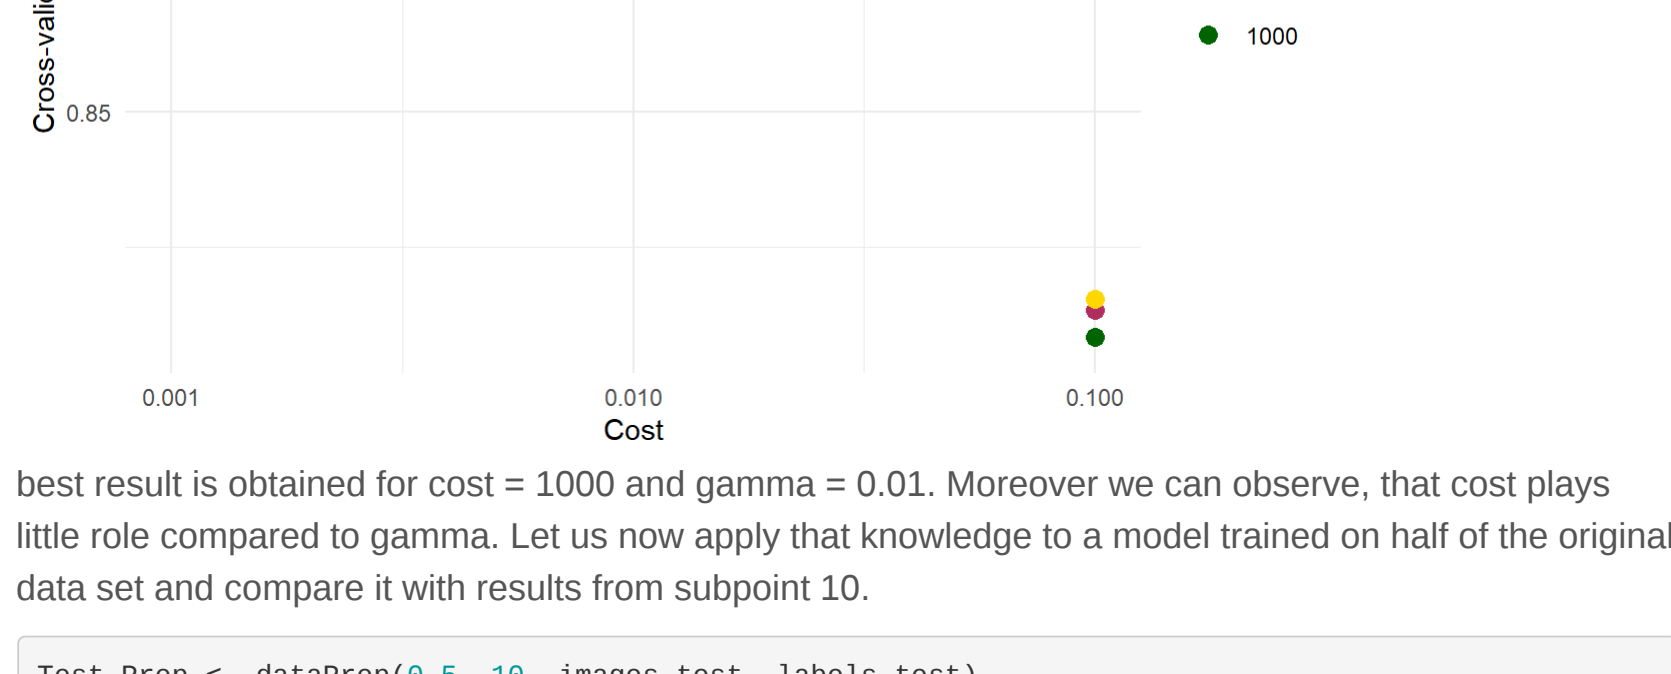 Cross-valid
1000
0.85
0.001 0.010 0.100
Cost
best result is obtained for cost = 1000 and gamma = 0.01. Moreover we can observe, that cost plays
little role compared to gamma. Let us now apply that knowledge to a model trained on half of the original
data set and compare it with results from subpoint 10.